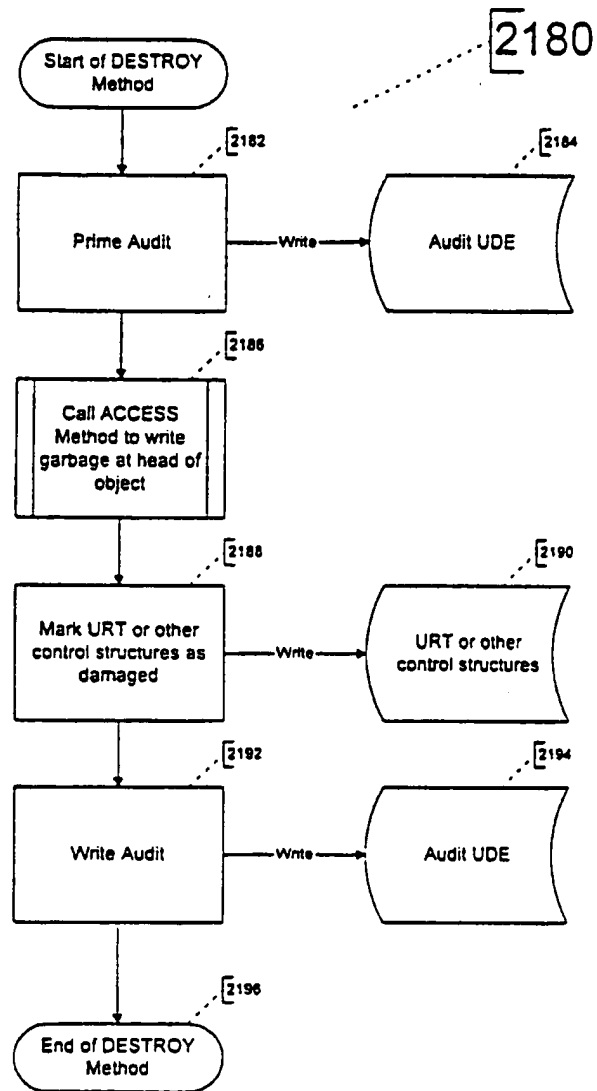 2180
Start of DESTROY
Method
2182
2184
Prime Audit
Write
Audit UDE
2186
Call ACCESS
Method to write
garbage at head of
object
2188
2190
Mark URT or other
control structures as
damaged
Write
URT or other
control structures
2192
2194
Write Audit
Write
Audit UDE
2196
End of DESTROY
Method